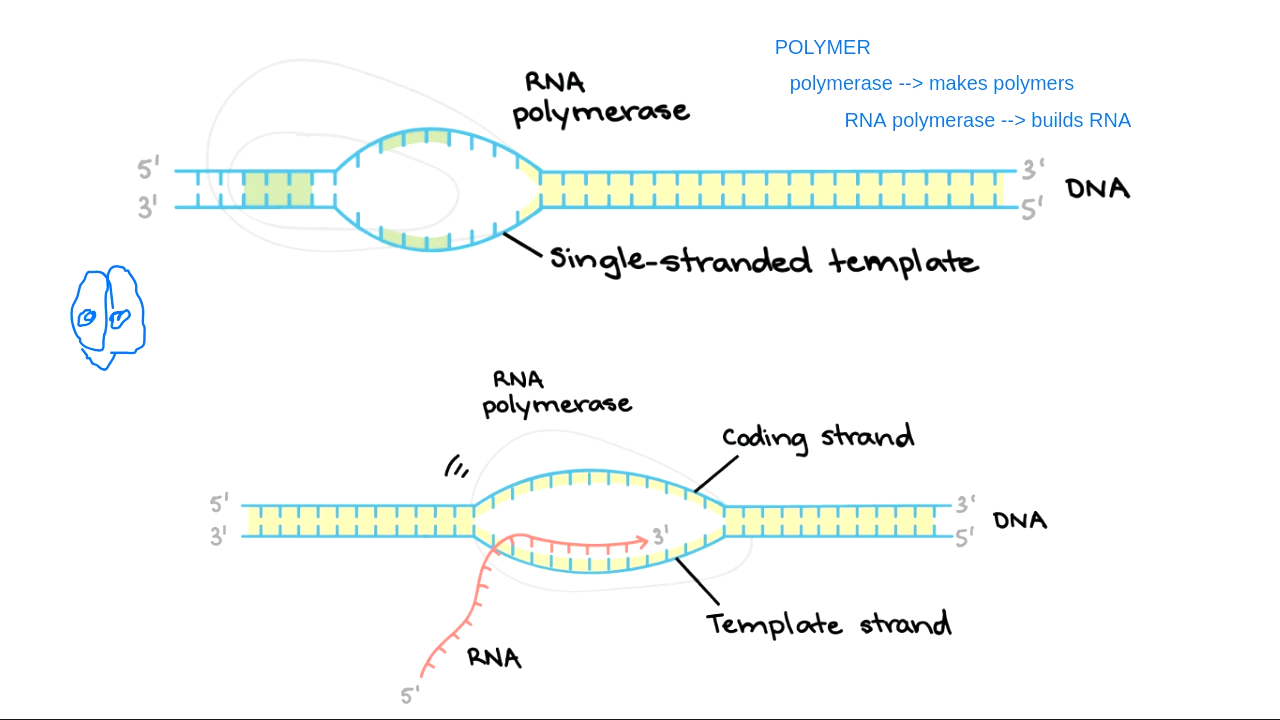 POLYMER
polymerase --> makes polymers
RNA polymerase --> builds RNA
RNA
polymerase
5'
3'
3'
5'
DNA
Single-stranded template
RNA
polymerase
Coding strand
5'
3'
3'
5'
DNA
3'
Template strand
RNA
5'